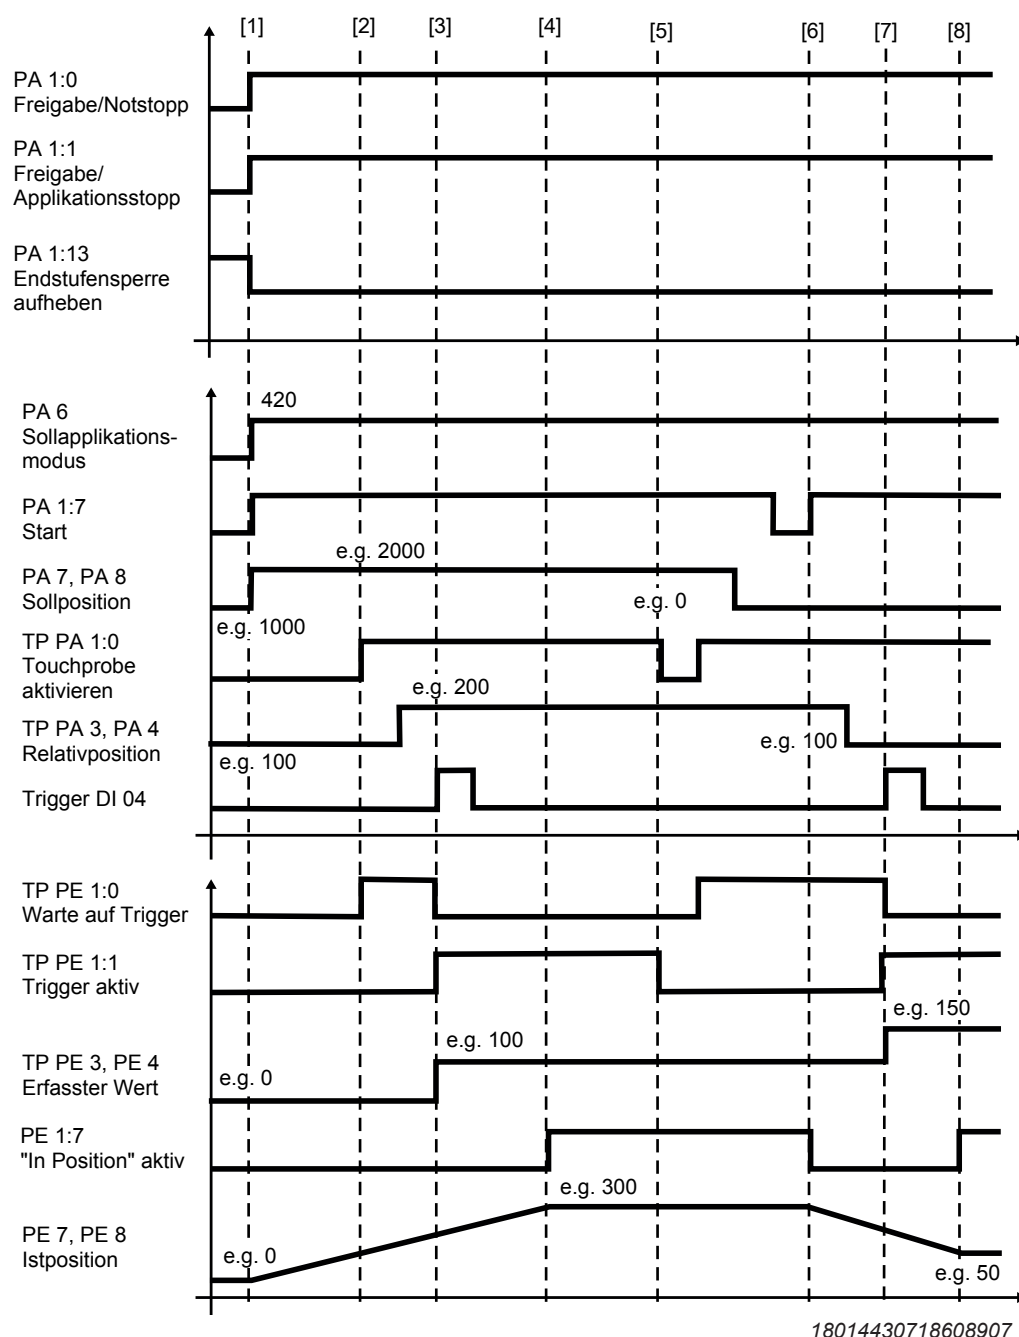 [1] [2] [3] [4] [5] [6] [7] [8]
PA 1:0
Freigabe/Notstopp
PA 1:1
Freigabe/
Applikationsstopp
PA 1:13
Endstufensperre
aufheben
420
PA 6
Sollapplikations-
modus
PA 1:7
Start
e.g. 2000
PA 7, PA 8
Sollposition
e.g. 0
e.g. 1000
TP PA 1:0
Touchprobe
aktivieren
e.g. 200
TP PA 3, PA 4
Relativposition
e.g. 100
e.g. 100
Trigger DI 04
TP PE 1:0
Warte auf Trigger
TP PE 1:1
Trigger aktiv
e.g. 150
e.g. 100
TP PE 3, PE 4
Erfasster Wert
e.g. 0
PE 1:7
"In Position" aktiv
e.g. 300
PE 7, PE 8
Istposition
e.g. 0
e.g. 50
18014430718608907